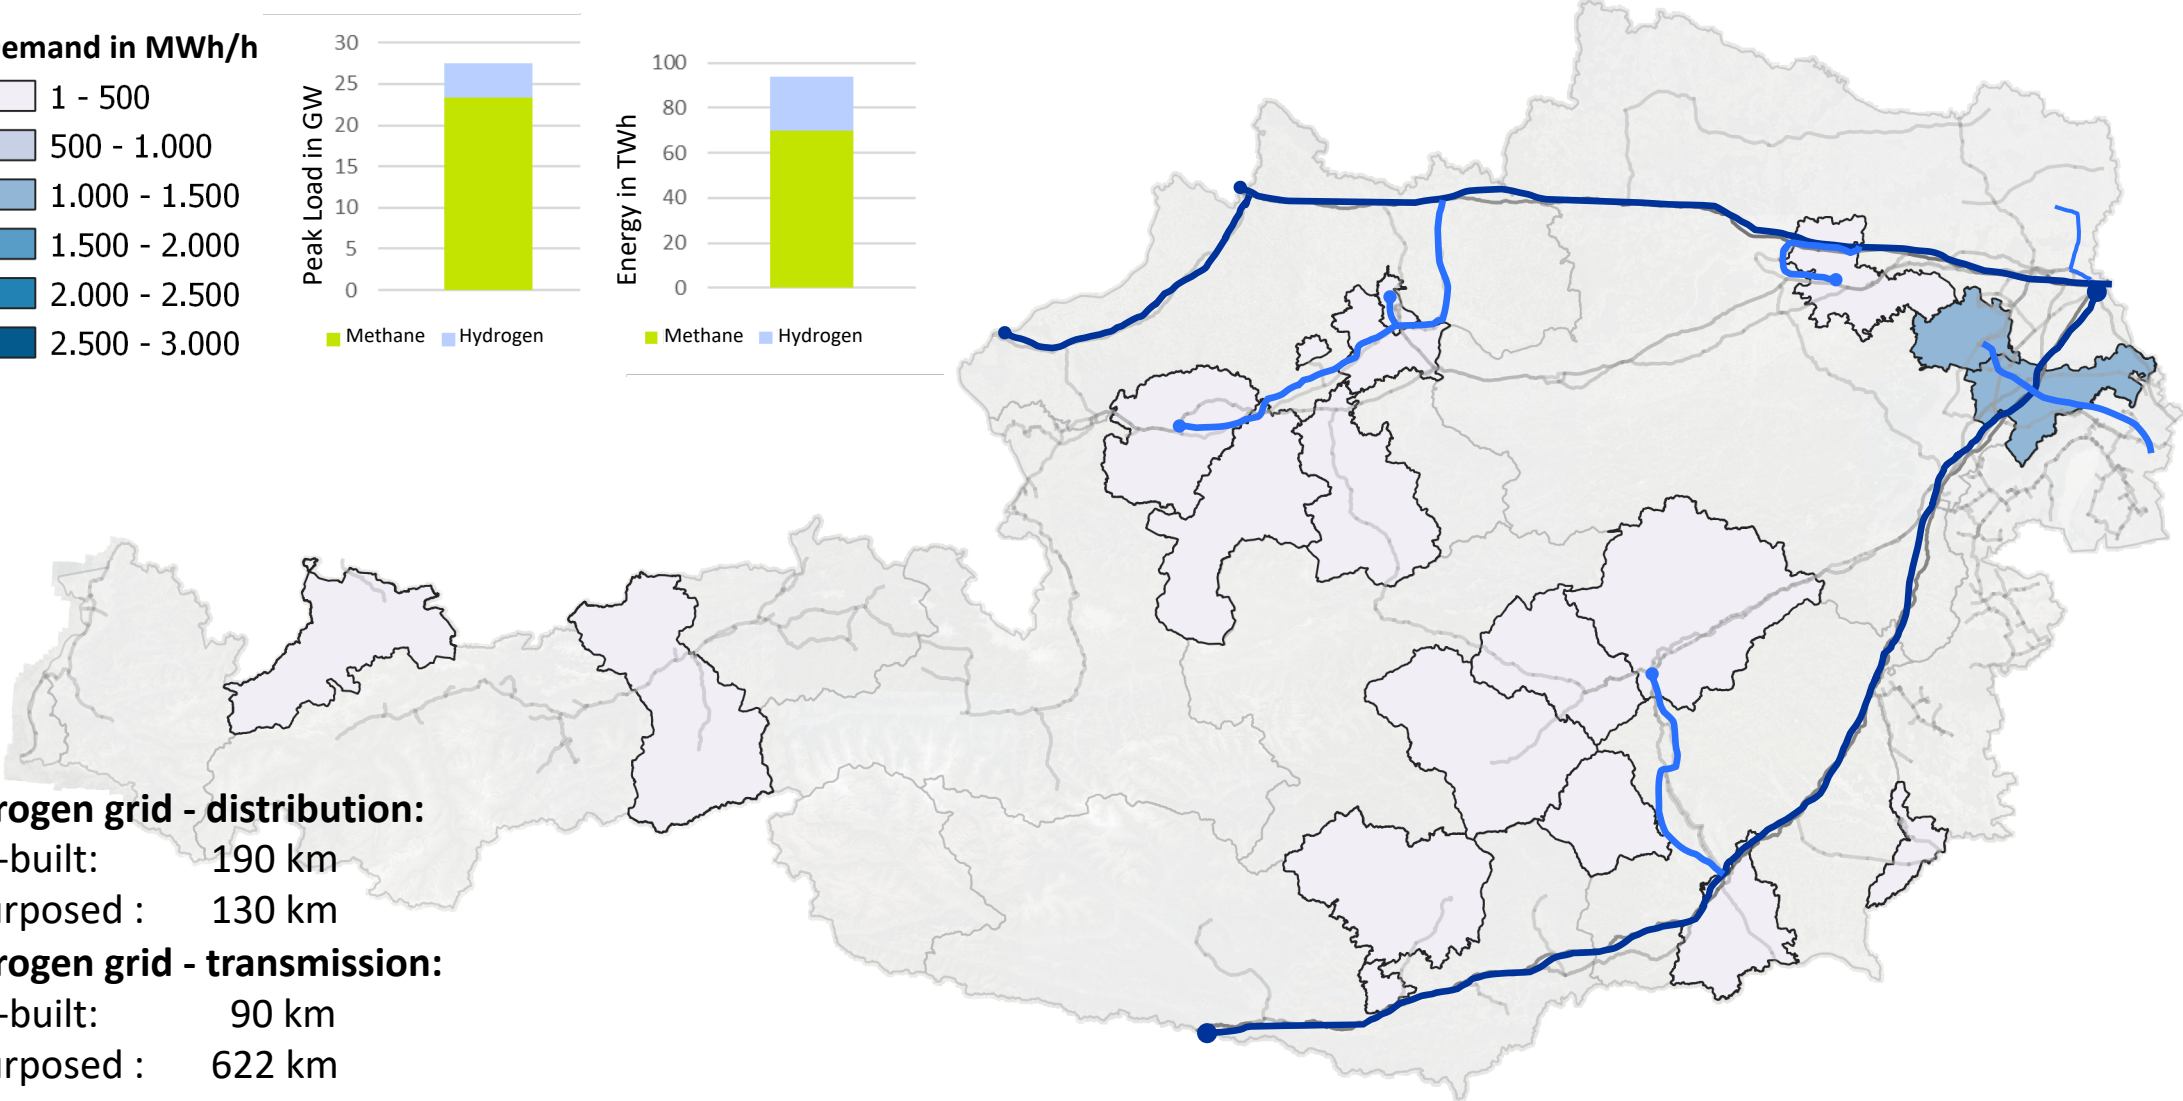 emand in MWh/h
1 - 500
500 - 1.000
1.000 - 1.500
1.500 - 2.000
2.000 - 2.500
2.500 - 3.000
Peak Load in GW
30
25
20
15
10
5
0
Methane Hydrogen
Energy in TWh
100
80
60
40
20
0
Methane Hydrogen
rogen grid - distribution:
-built: 190 km
urposed : 130 km
rogen grid - transmission:
-built: 90 km
urposed : 622 km